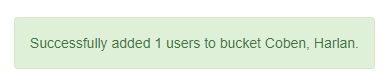 Successfully added 1 users to bucket Coben, Harlan.